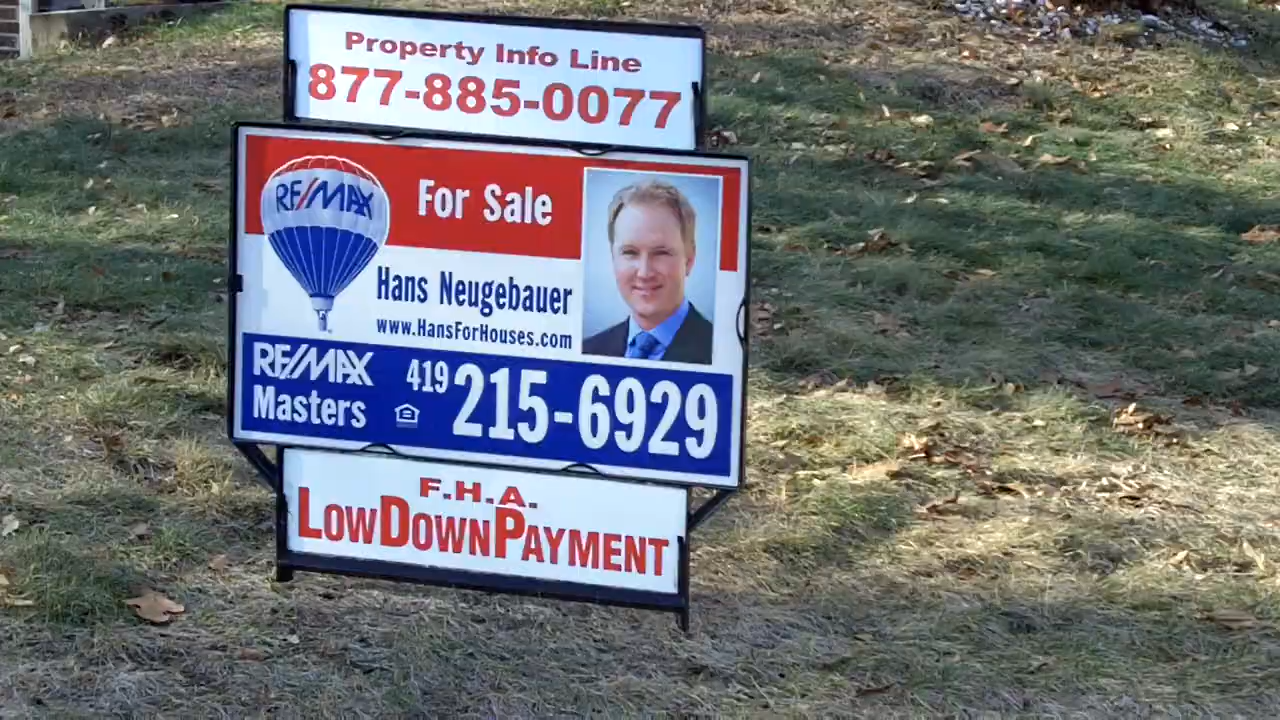 Property Info Line
877-885-0077
RE/MAX
For Sale
Hans Neugebauer
www.HansForHouses.com
RE/MAX
Masters
419 215-6929
F.H.A.
LOWDOWNPAYMENT